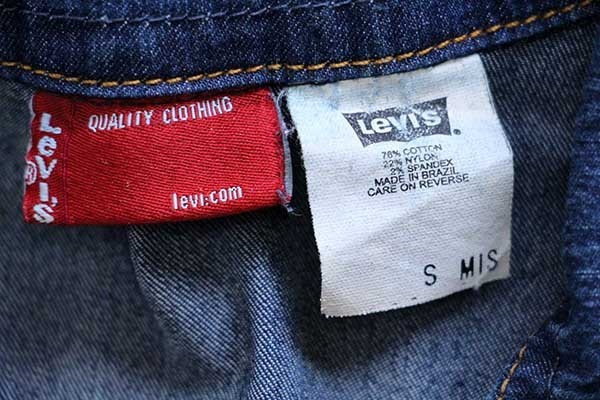 QUALITY CLOTHING
Levi's
®
levi.com
Levi's
76% COTTON
22% NYLON
2% SPANDEX
MADE IN BRAZIL
CARE ON REVERSE
S MIS